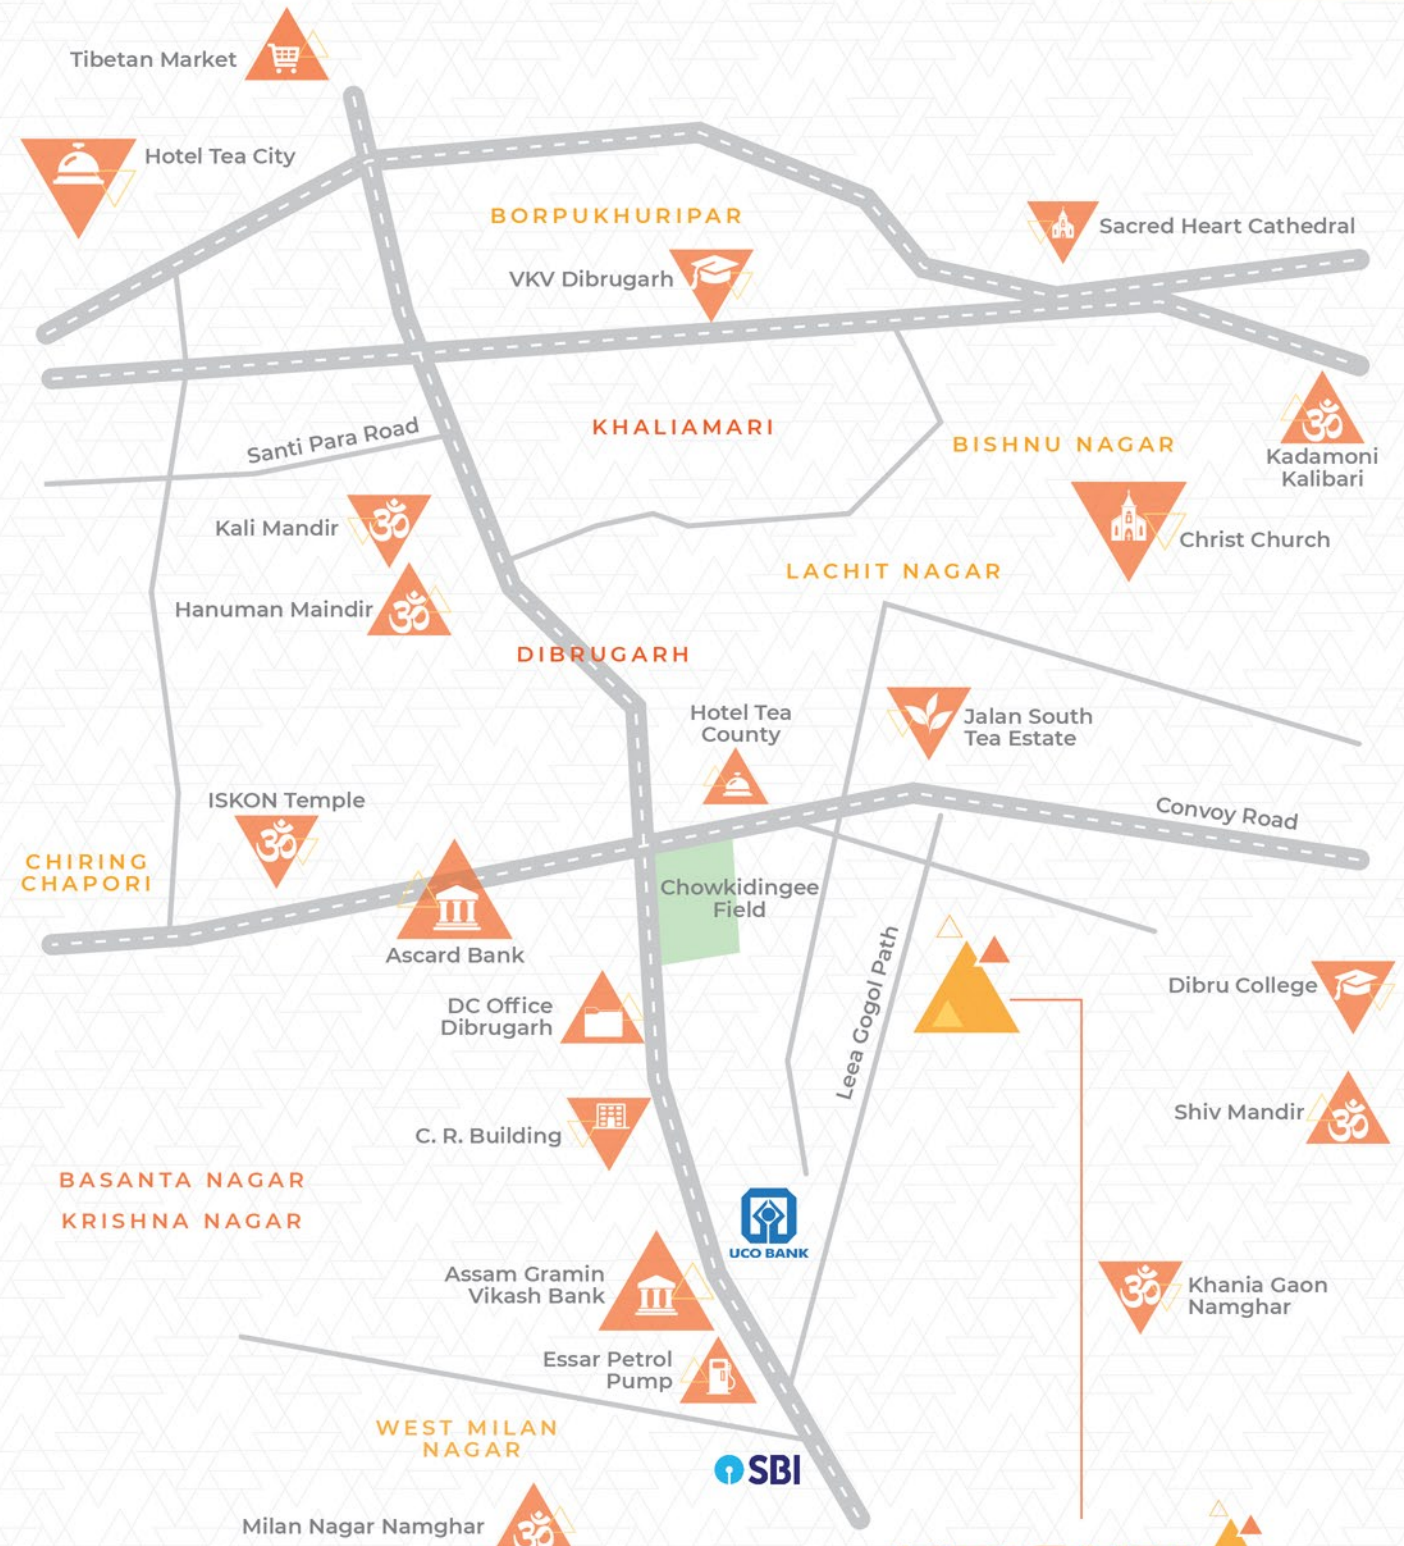 Tibetan Market
Hotel Tea City
BORPUKHURIPAR
Sacred Heart Cathedral
VKV Dibrugarh
Santi Para Road
KHALIAMARI
BISHNU NAGAR
Kadamoni
Kalibari
Kali Mandir
Christ Church
LACHIT NAGAR
Hanuman Maindir
DIBRUGARH
Hotel Tea
County
Jalan South
Tea Estate
ISKON Temple
Convoy Road
CHIRING
CHAPORI
Chowkidingee
Field
Ascard Bank
Leea Gogol Path
DC Office
Dibrugarh
Dibru College
C. R. Building
Shiv Mandir
BASANTA NAGAR
KRISHNA NAGAR
UCO BANK
Assam Gramin
Vikash Bank
Khania Gaon
Namghar
Essar Petrol
Pump
WEST MILAN
NAGAR
SBI
Milan Nagar Namghar